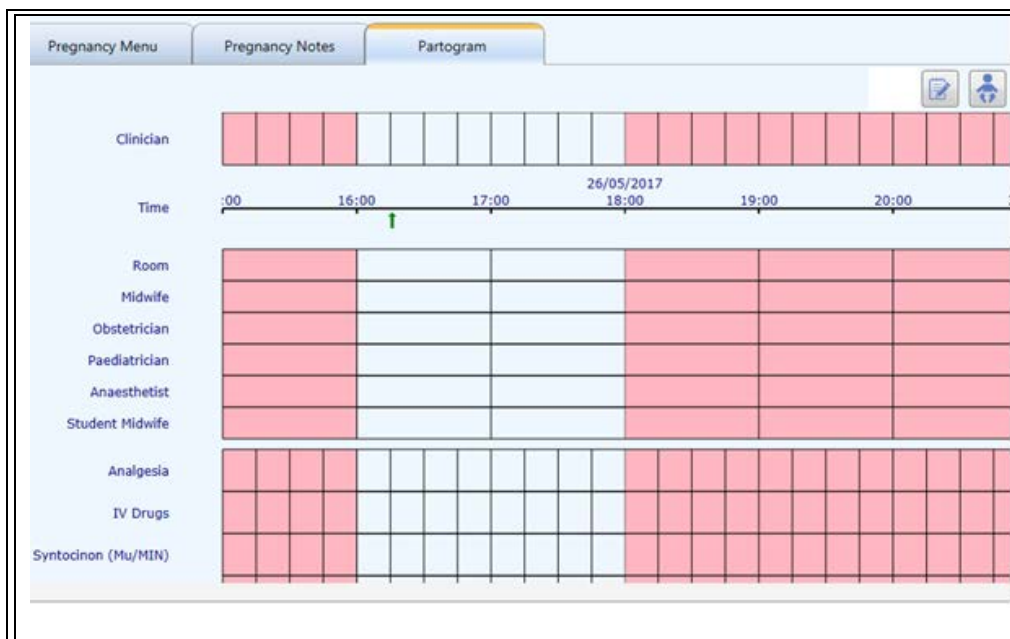 Pregnancy Menu Pregnancy Notes Partogram
Clinician
26/05/2017
Time :00 16:00 17:00 18:00 19:00 20:00
Room
Midwife
Obstetrician
Paediatrician
Anaesthetist
Student Midwife
Analgesia
IV Drugs
Syntocinon (Mu/MIN)